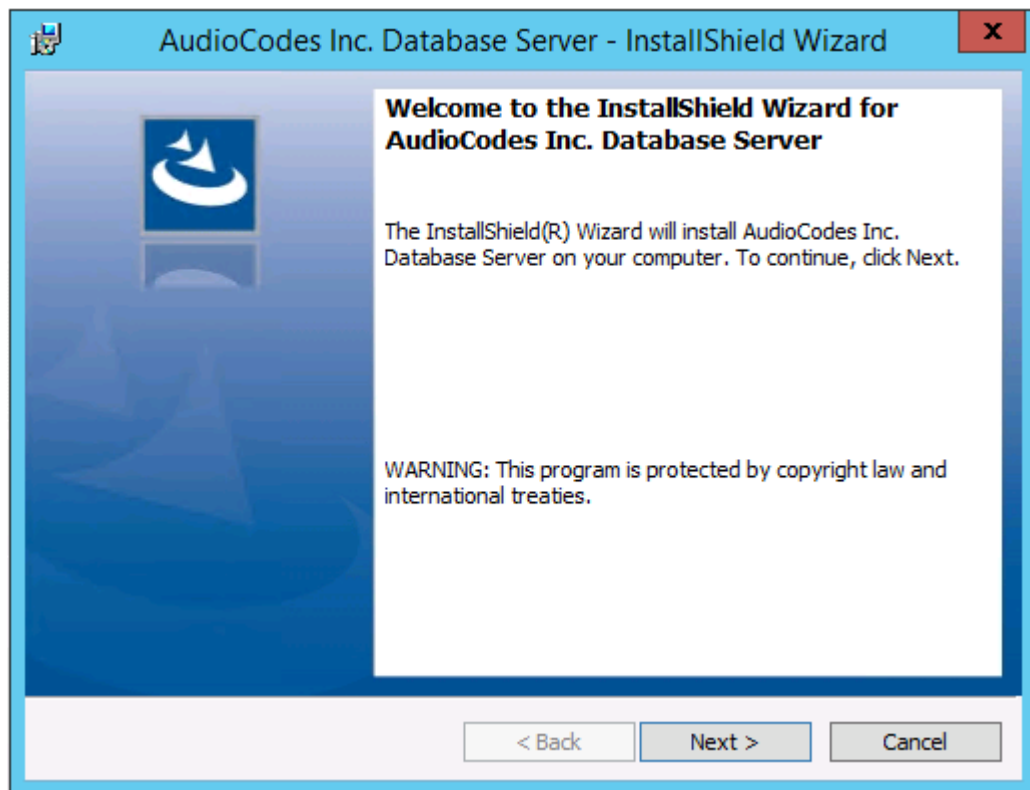 AudioCodes Inc. Database Server - InstallShield Wizard
x
Welcome to the InstallShield Wizard for
AudioCodes Inc. Database Server
The InstallShield(R) Wizard will install AudioCodes Inc.
Database Server on your computer. To continue, click Next.
WARNING: This program is protected by copyright law and
international treaties.
< Back
Next >
Cancel